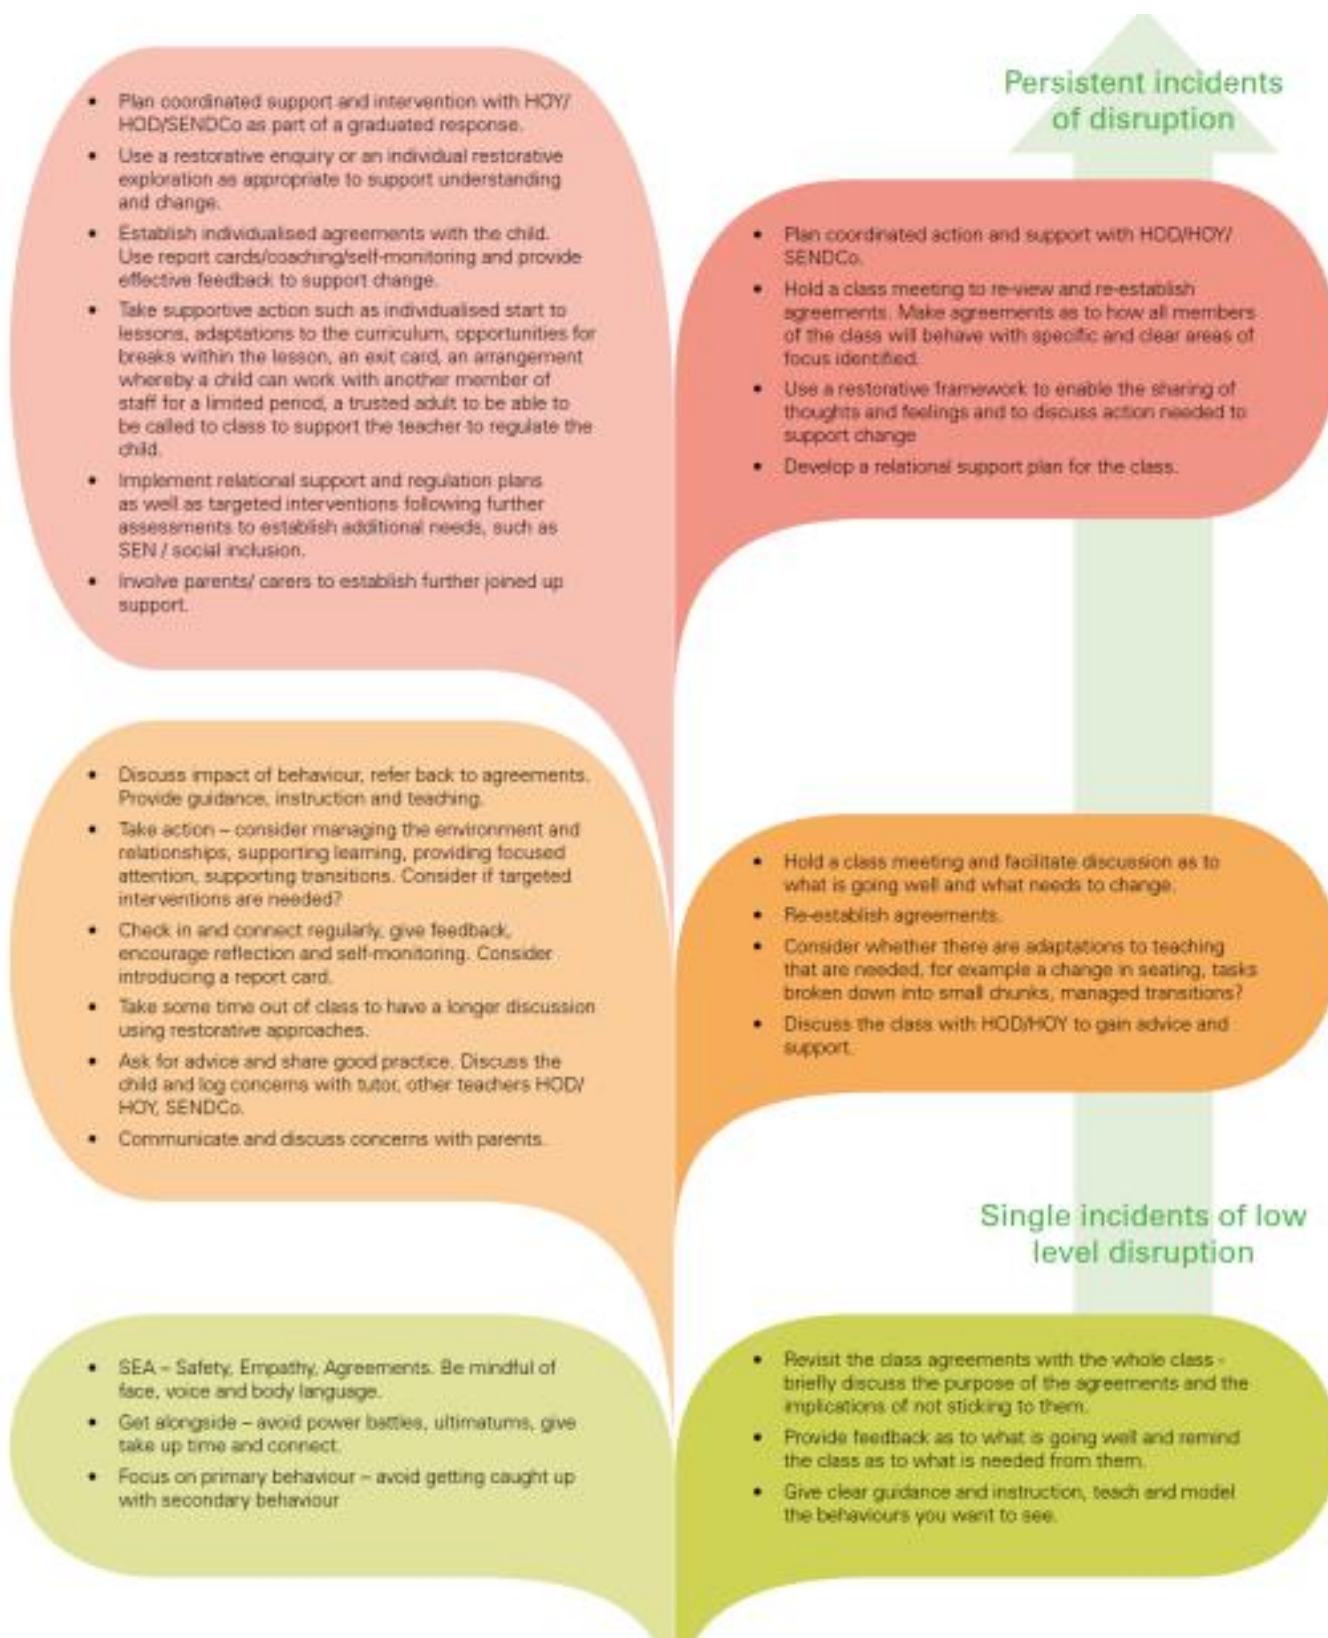 Persistent incidents
of disruption
• Plan coordinated support and intervention with HOY/
HOD/SENDCo as part of a graduated response.
• Use a restorative enquiry or an individual restorative
exploration as appropriate to support understanding
and change.
• Establish individualised agreements with the child.
Use report cards/coaching/self-monitoring and provide
effective feedback to support change.
• Take supportive action such as individualised start to
lessons, adaptations to the curriculum, opportunities for
breaks within the lesson, an exit card, an arrangement
whereby a child can work with another member of
staff for a limited period, a trusted adult to be able to
be called to class to support the teacher to regulate the
child.
• Implement relational support and regulation plans
as well as targeted interventions following further
assessments to establish additional needs, such as
SEN / social inclusion.
• Involve parents/ carers to establish further joined up
support.
• Plan coordinated action and support with HOD/HOY/
SENDCo.
• Hold a class meeting to re-view and re-establish
agreements. Make agreements as to how all members
of the class will behave with specific and clear areas of
focus identified.
• Use a restorative framework to enable the sharing of
thoughts and feelings and to discuss action needed to
support change
• Develop a relational support plan for the class.
• Discuss impact of behaviour, refer back to agreements.
Provide guidance, instruction and teaching.
• Take action – consider managing the environment and
relationships, supporting learning, providing focused
attention, supporting transitions. Consider if targeted
interventions are needed?
• Check in and connect regularly, give feedback,
encourage reflection and self-monitoring. Consider
introducing a report card.
• Take some time out of class to have a longer discussion
using restorative approaches.
• Ask for advice and share good practice. Discuss the
child and log concerns with tutor, other teachers HOD/
HOY, SENDCo.
• Communicate and discuss concerns with parents.
• Hold a class meeting and facilitate discussion as to
what is going well and what needs to change.
• Re-establish agreements.
• Consider whether there are adaptations to teaching
that are needed, for example a change in seating, tasks
broken down into small chunks, managed transitions?
• Discuss the class with HOD/HOY to gain advice and
support.
Single incidents of low
level disruption
• SEA – Safety, Empathy, Agreements. Be mindful of
face, voice and body language.
• Get alongside – avoid power battles, ultimatums, give
take up time and connect.
• Focus on primary behaviour – avoid getting caught up
with secondary behaviour
• Revisit the class agreements with the whole class -
briefly discuss the purpose of the agreements and the
implications of not sticking to them.
• Provide feedback as to what is going well and remind
the class as to what is needed from them.
• Give clear guidance and instruction, teach and model
the behaviours you want to see.